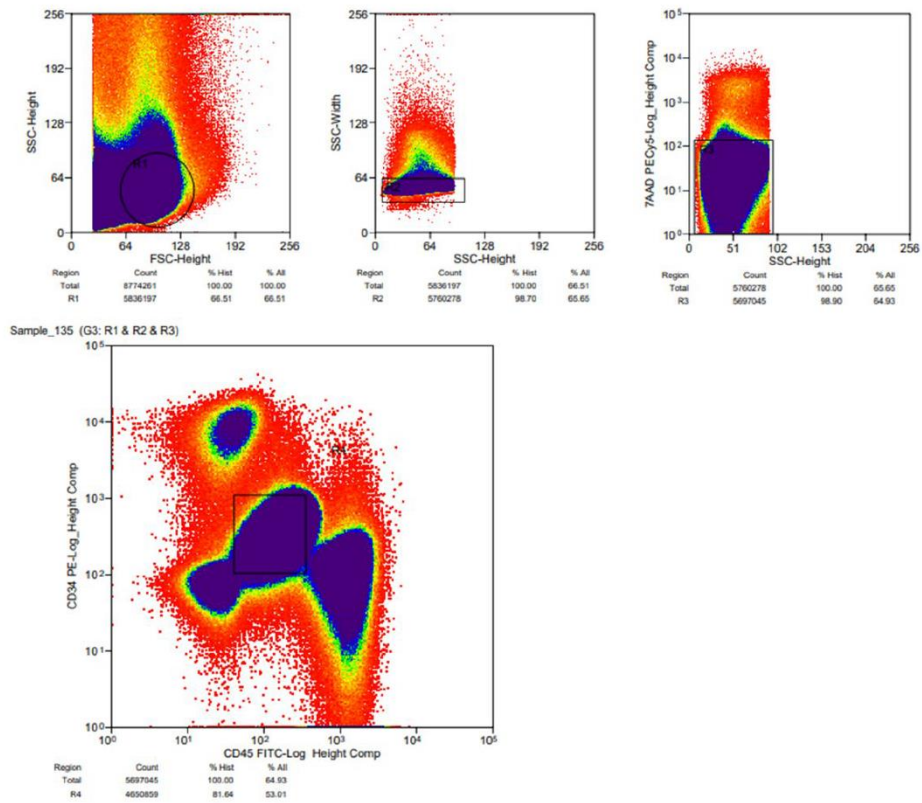 256
192
128
64
0
SSC-Height
R1
0 64 128 192 256
FSC-Height
Region Count % Hist % All
Total 8774261 100.00 100.00
R1 5836197 66.51 66.51
256
192
128
64
0
SSC-Width
0 64 128 192 256
SSC-Height
Region Count % Hist % All
Total 5836197 100.00 66.51
R2 5760278 98.70 65.65
10⁵
10⁴
10³
10²
10¹
10⁰
7AAD PECy5-Log_Height Comp
0 51 102 153 204 256
SSC-Height
Region Count % Hist % All
Total 5760278 100.00 65.65
R3 5697045 98.90 64.93
Sample_135 (G3: R1 & R2 & R3)
10⁵
10⁴
10³
10²
10¹
10⁰
CD34 PE-Log_Height Comp
10⁰ 10¹ 10² 10³ 10⁴ 10⁵
CD45 FITC-Log_Height Comp
Region Count % Hist % All
Total 5697045 100.00 64.93
R4 4650859 81.64 53.01